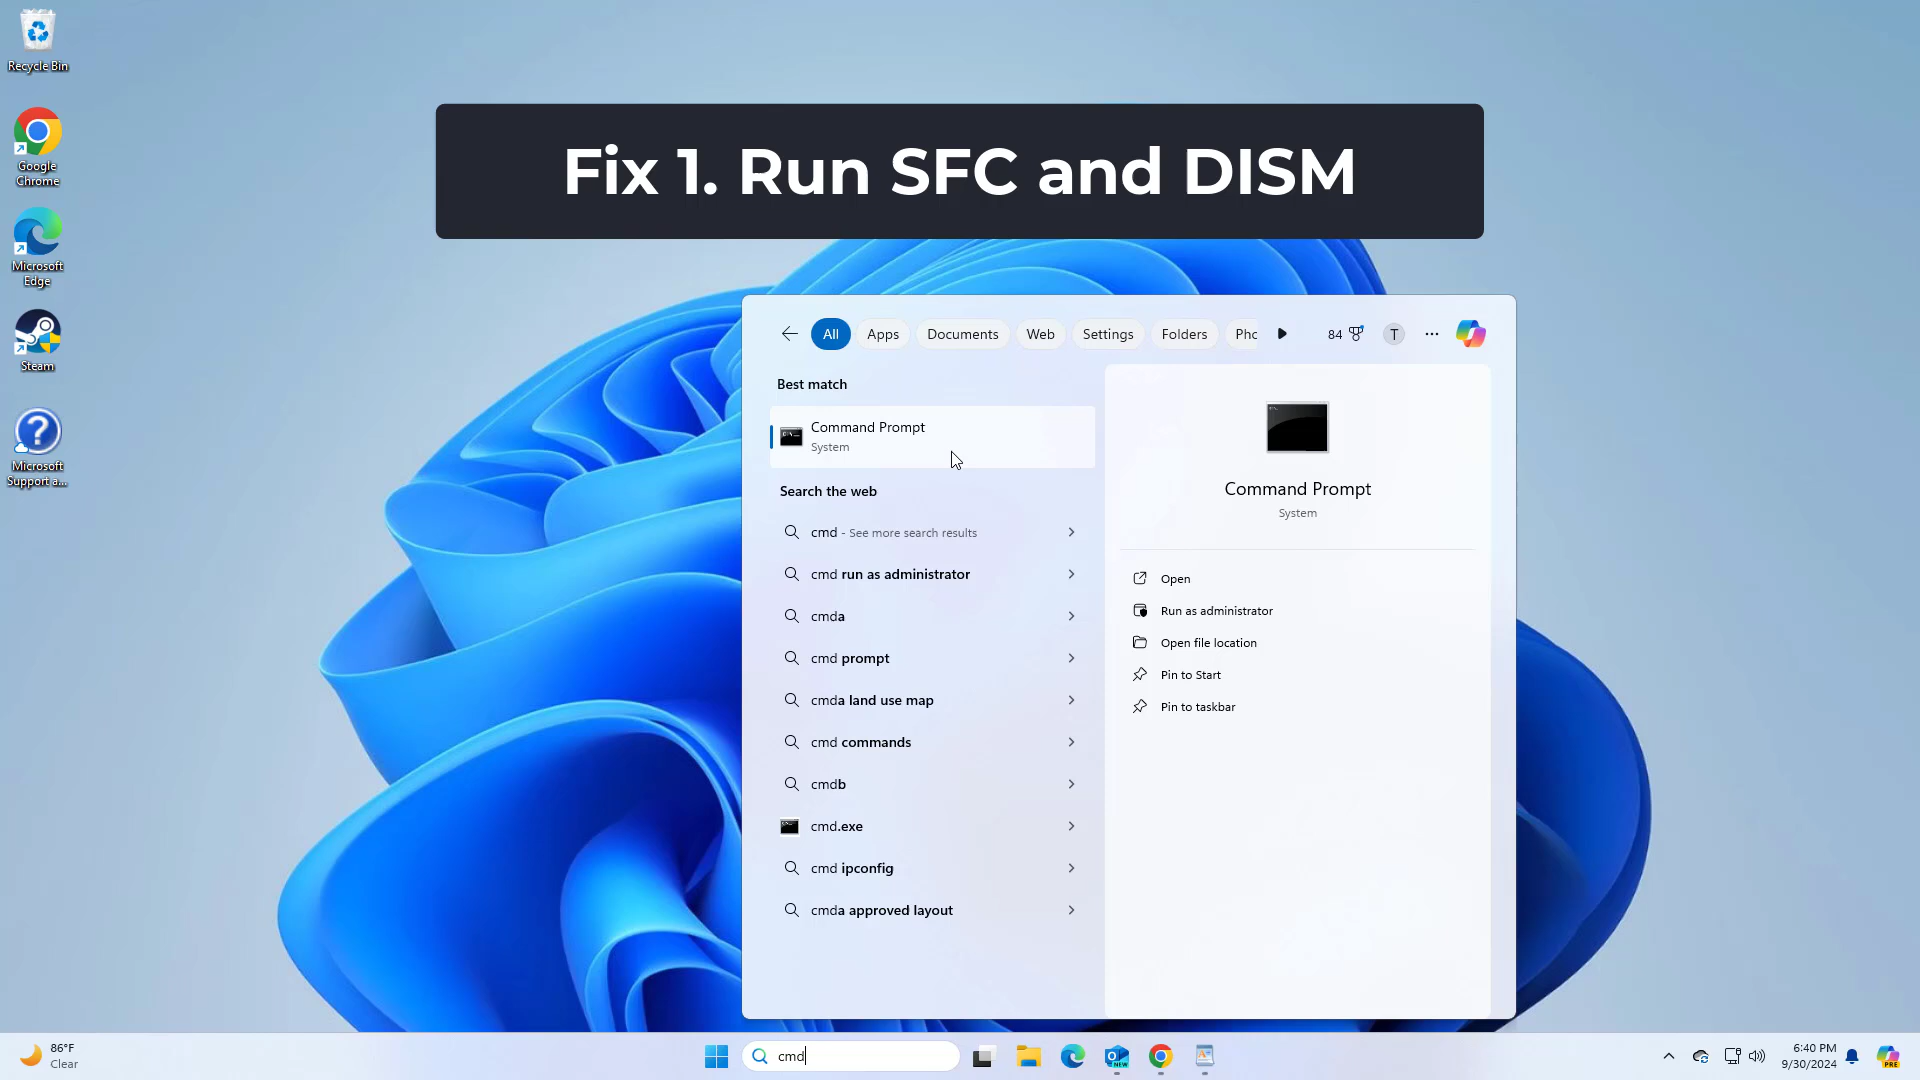 Recycle Bin
Google
Chrome
Microsoft
Edge
Steam
Microsoft
Support a...
Fix 1. Run SFC and DISM
All
Apps
Documents
Web
Settings
Folders
Pho
84
T
Best match
Command Prompt
System
Search the web
cmd - See more search results
cmd run as administrator
cmda
cmd prompt
cmda land use map
cmd commands
cmdb
cmd.exe
cmd ipconfig
cmda approved layout
Command Prompt
System
Open
Run as administrator
Open file location
Pin to Start
Pin to taskbar
86°F
Clear
cmd
NEW
6:40 PM
9/30/2024
PRE